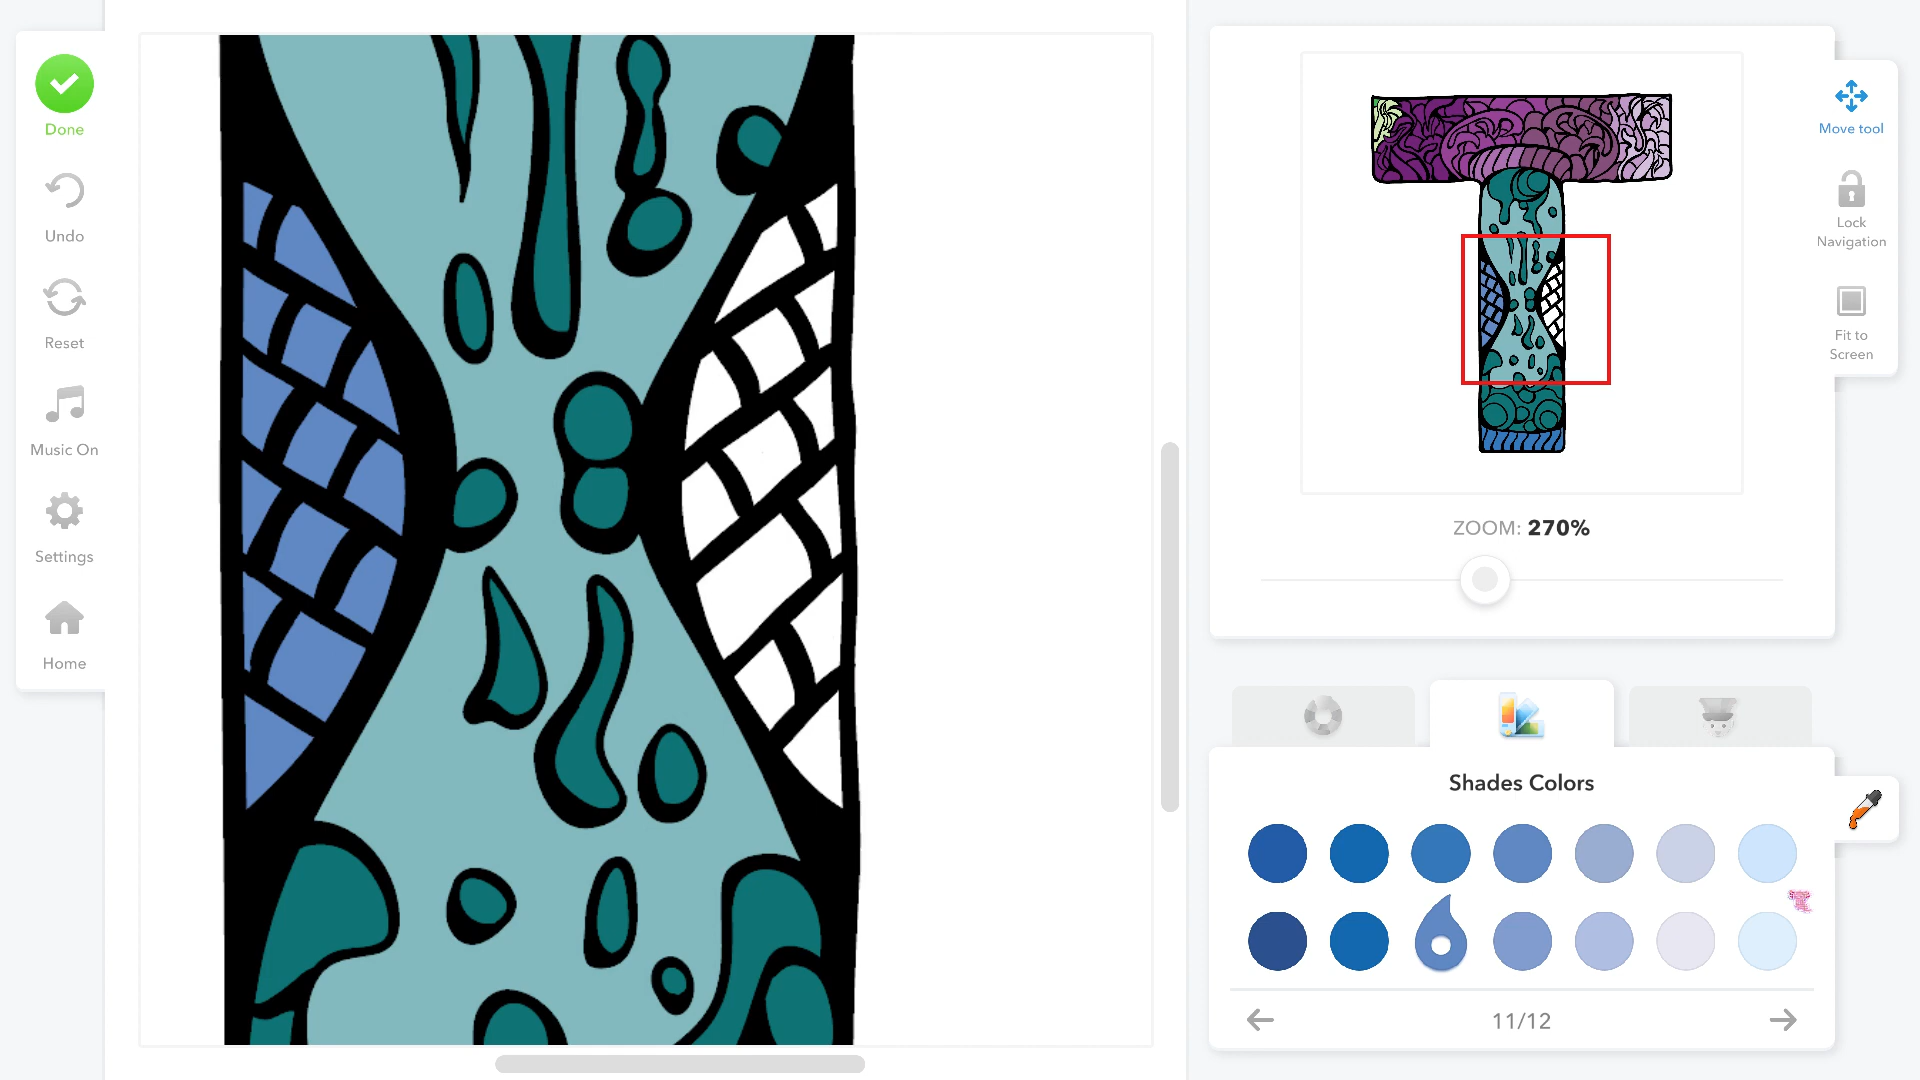 Done
Undo
Reset
Music On
Settings
Home
Move tool
Lock
Navigation
Fit to
Screen
ZOOM: 270%
Shades Colors
11/12